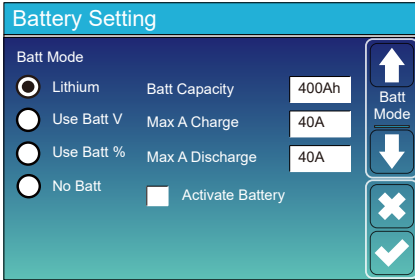 Battery Setting
Batt Mode
Lithium
Batt Capacity
400Ah
Use Batt V
Max A Charge
40A
Use Batt %
Max A Discharge
40A
No Batt
Activate Battery
Batt
Mode